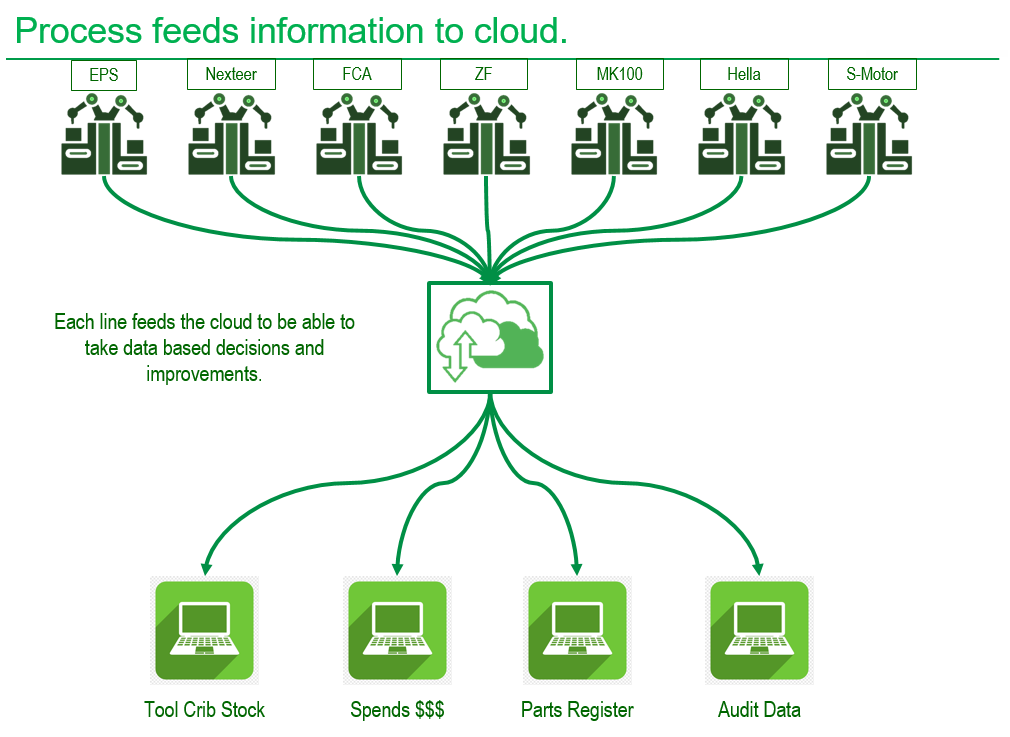 Process feeds information to cloud.
EPS
Nexteer
FCA
ZF
MK100
Hella
S-Motor
Each line feeds the cloud to be able to
take data based decisions and
improvements.
Tool Crib Stock
Spends $$$
Parts Register
Audit Data